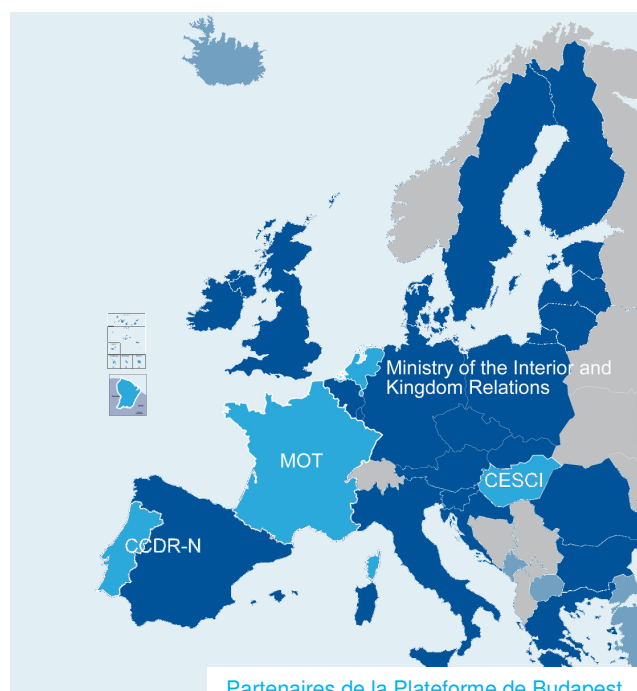 Ministry of the Interior and
Kingdom Relations
MOT
CESCI
CCDR-N
Partenaires de la Plateforme de Budapest